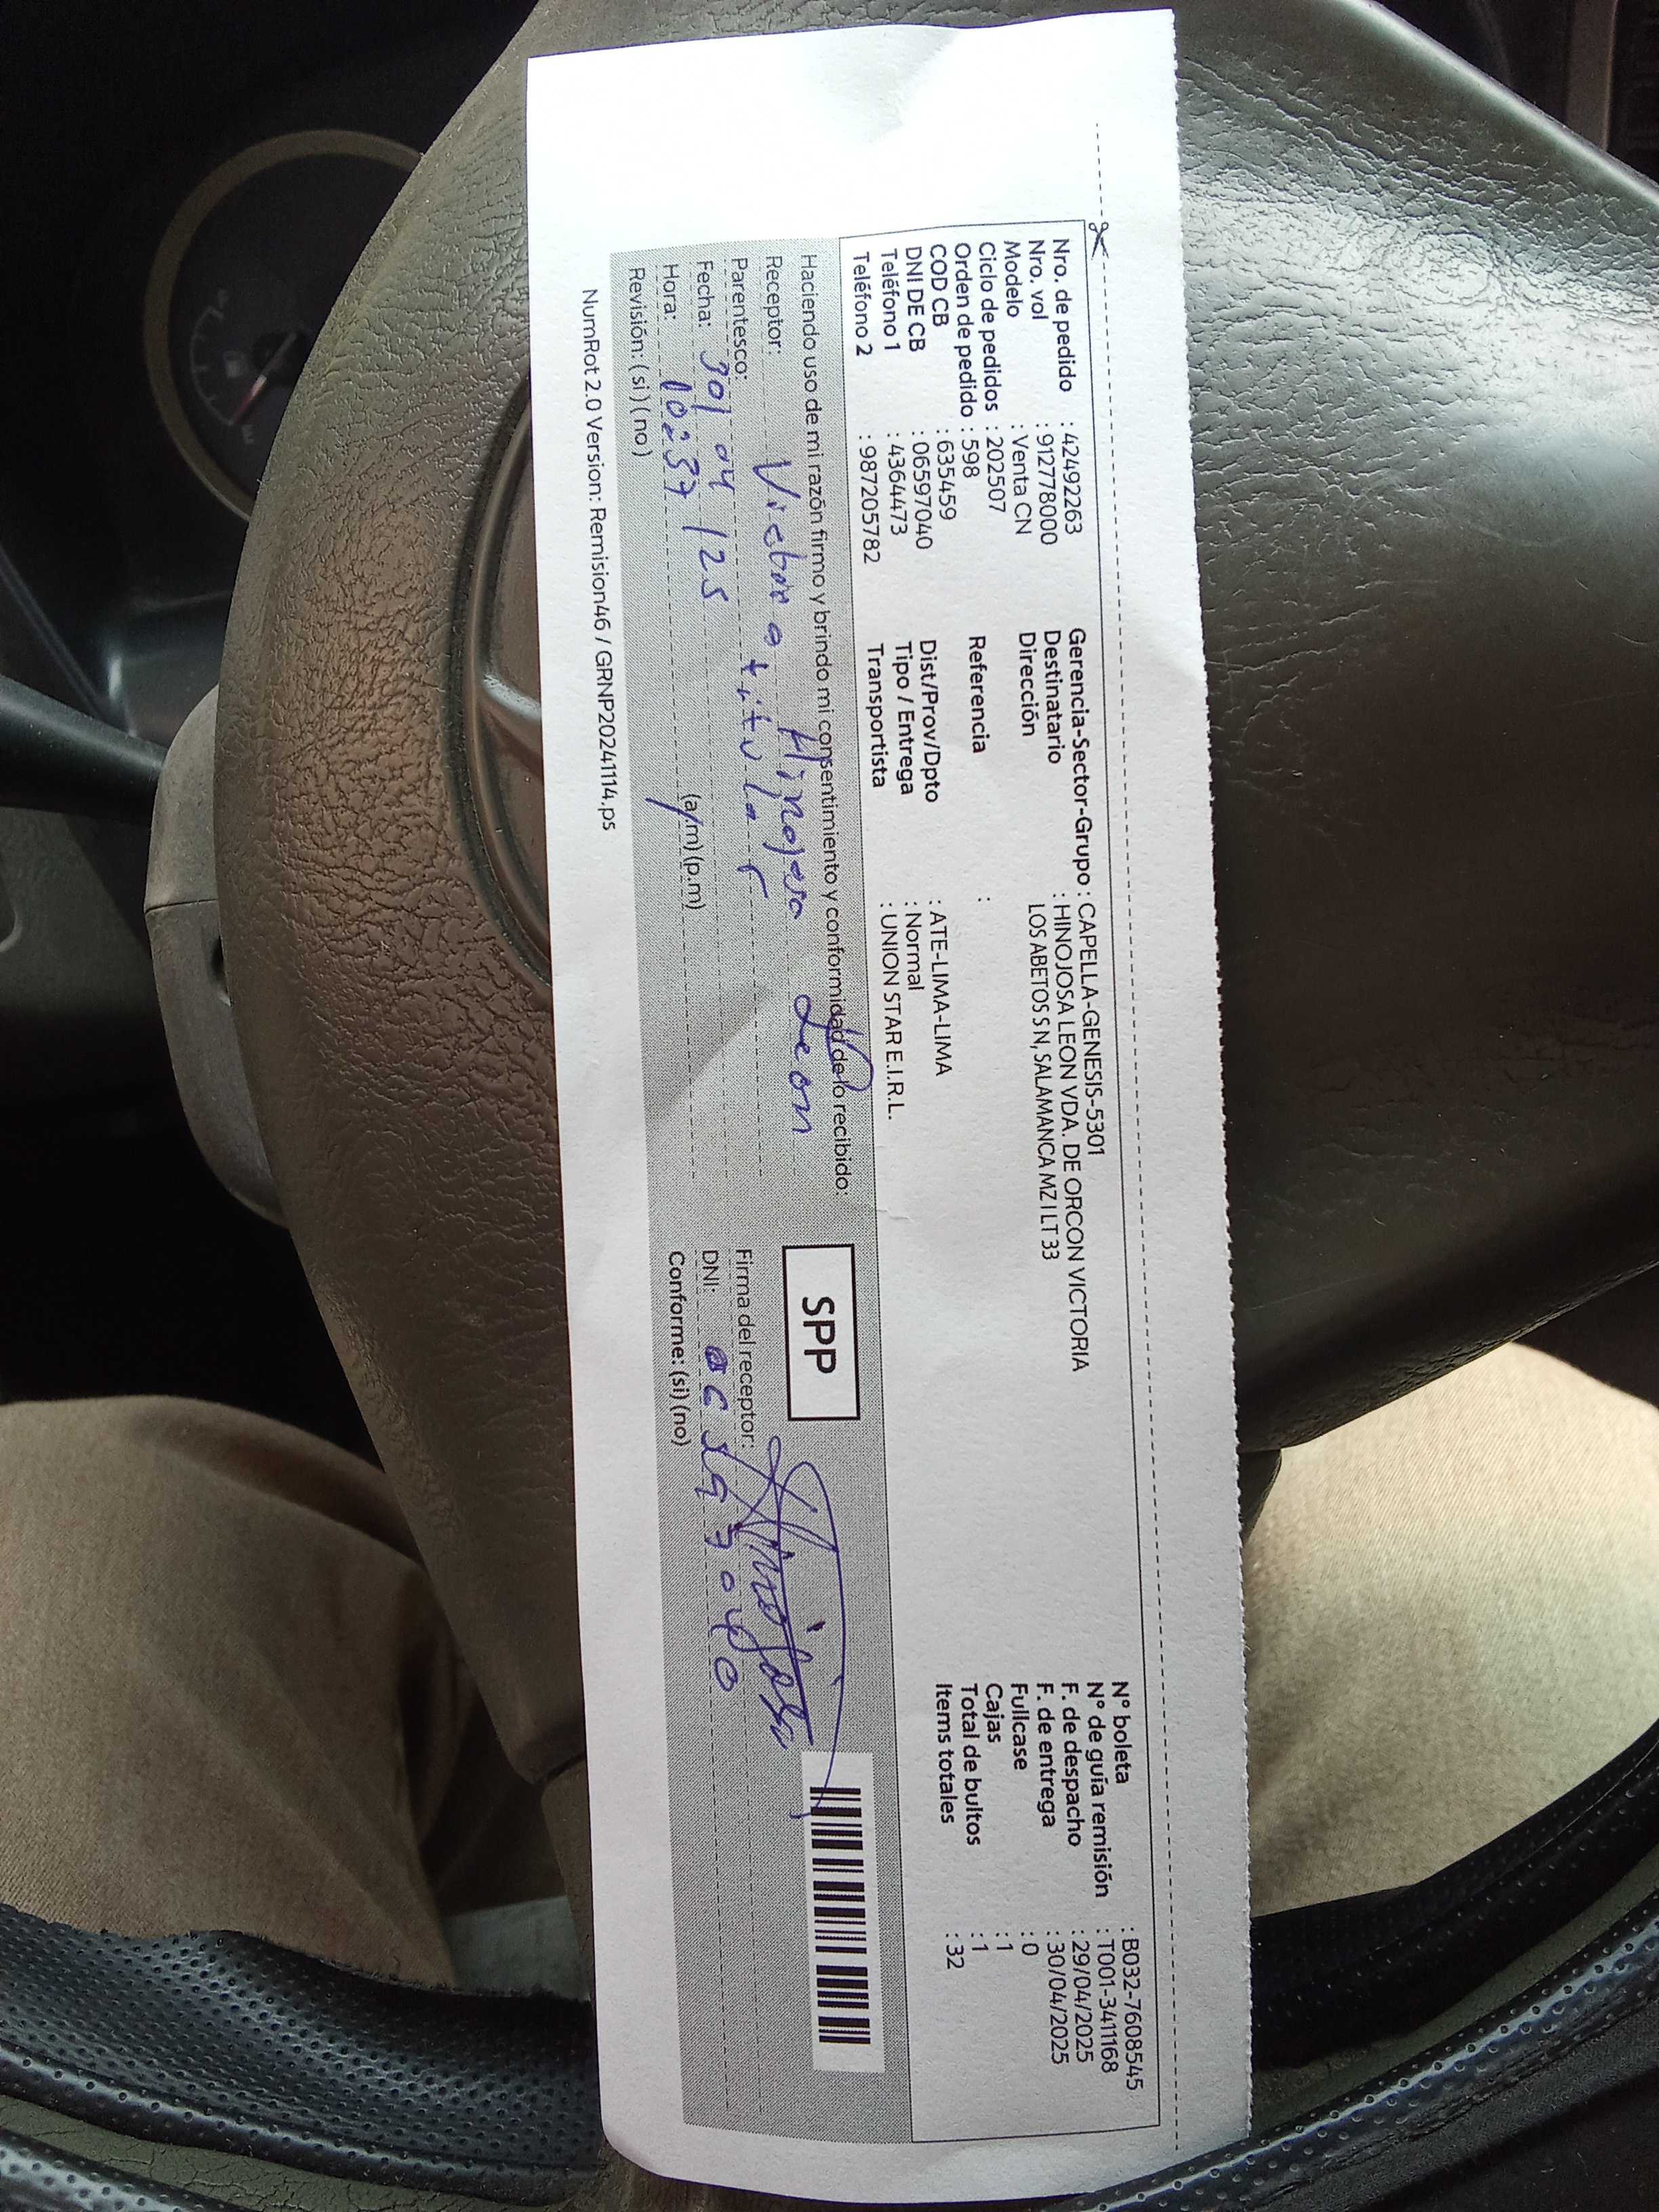 Nro. de pedido : 42492263
Nro. vol : 9127778000
Modelo : Venta CN
Ciclo de pedidos : 202507
Orden de pedido : 598
COD CB : 635459
DNI DE CB : 06597040
Teléfono 1 : 4364473
Teléfono 2 : 987205782
Gerencia-Sector-Grupo : CAPELLA-GENESIS-5301
Destinatario : HINOJOSA LEON VDA. DE ORCON VICTORIA
Dirección LOS ABETOS S N, SALAMANCA MZ I LT 33
Referencia :
Dist/Prov/Dpto : ATE-LIMA-LIMA
Tipo / Entrega : Normal
Transportista : UNION STAR E.I.R.L.
N° boleta : B032-7608545
N° de guía remisión : T001-3411168
F. de despacho : 29/04/2025
F. de entrega : 30/04/2025
Fullcase : 0
Cajas : 1
Total de bultos : 1
Items totales : 32
Haciendo uso de mi razón firmo y brindo mi consentimiento y conformidad de lo recibido:
Receptor: Hinojosa Leon
Parentesco: titular
Fecha: 30/04/25
Hora: 10:37 (a.m) (p.m)
Revisión: (si) (no)
SPP
Firma del receptor: Hinojosa
DNI: 06597040
Conforme: (si) (no)
NumRot 2.0 Version: Remision46 / GRNP20241114.ps